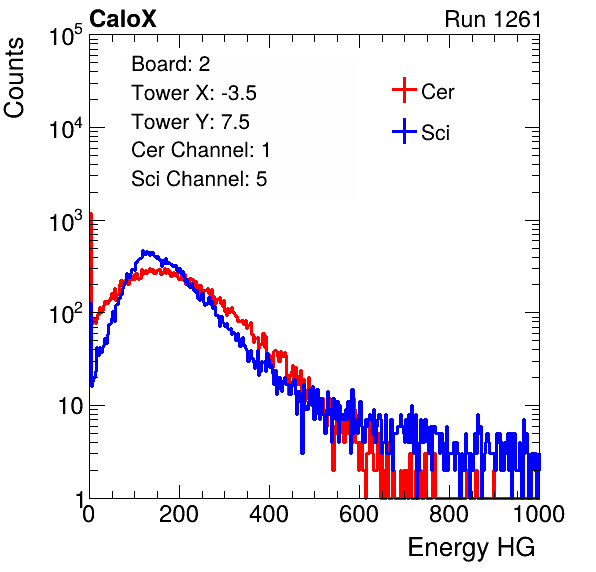 CaloX Run 1261
Counts
Board: 2
Tower X: -3.5
Tower Y: 7.5
Cer Channel: 1
Sci Channel: 5
Cer
Sci
10^5
10^4
10^3
10^2
10
1
0 200 400 600 800 1000
Energy HG